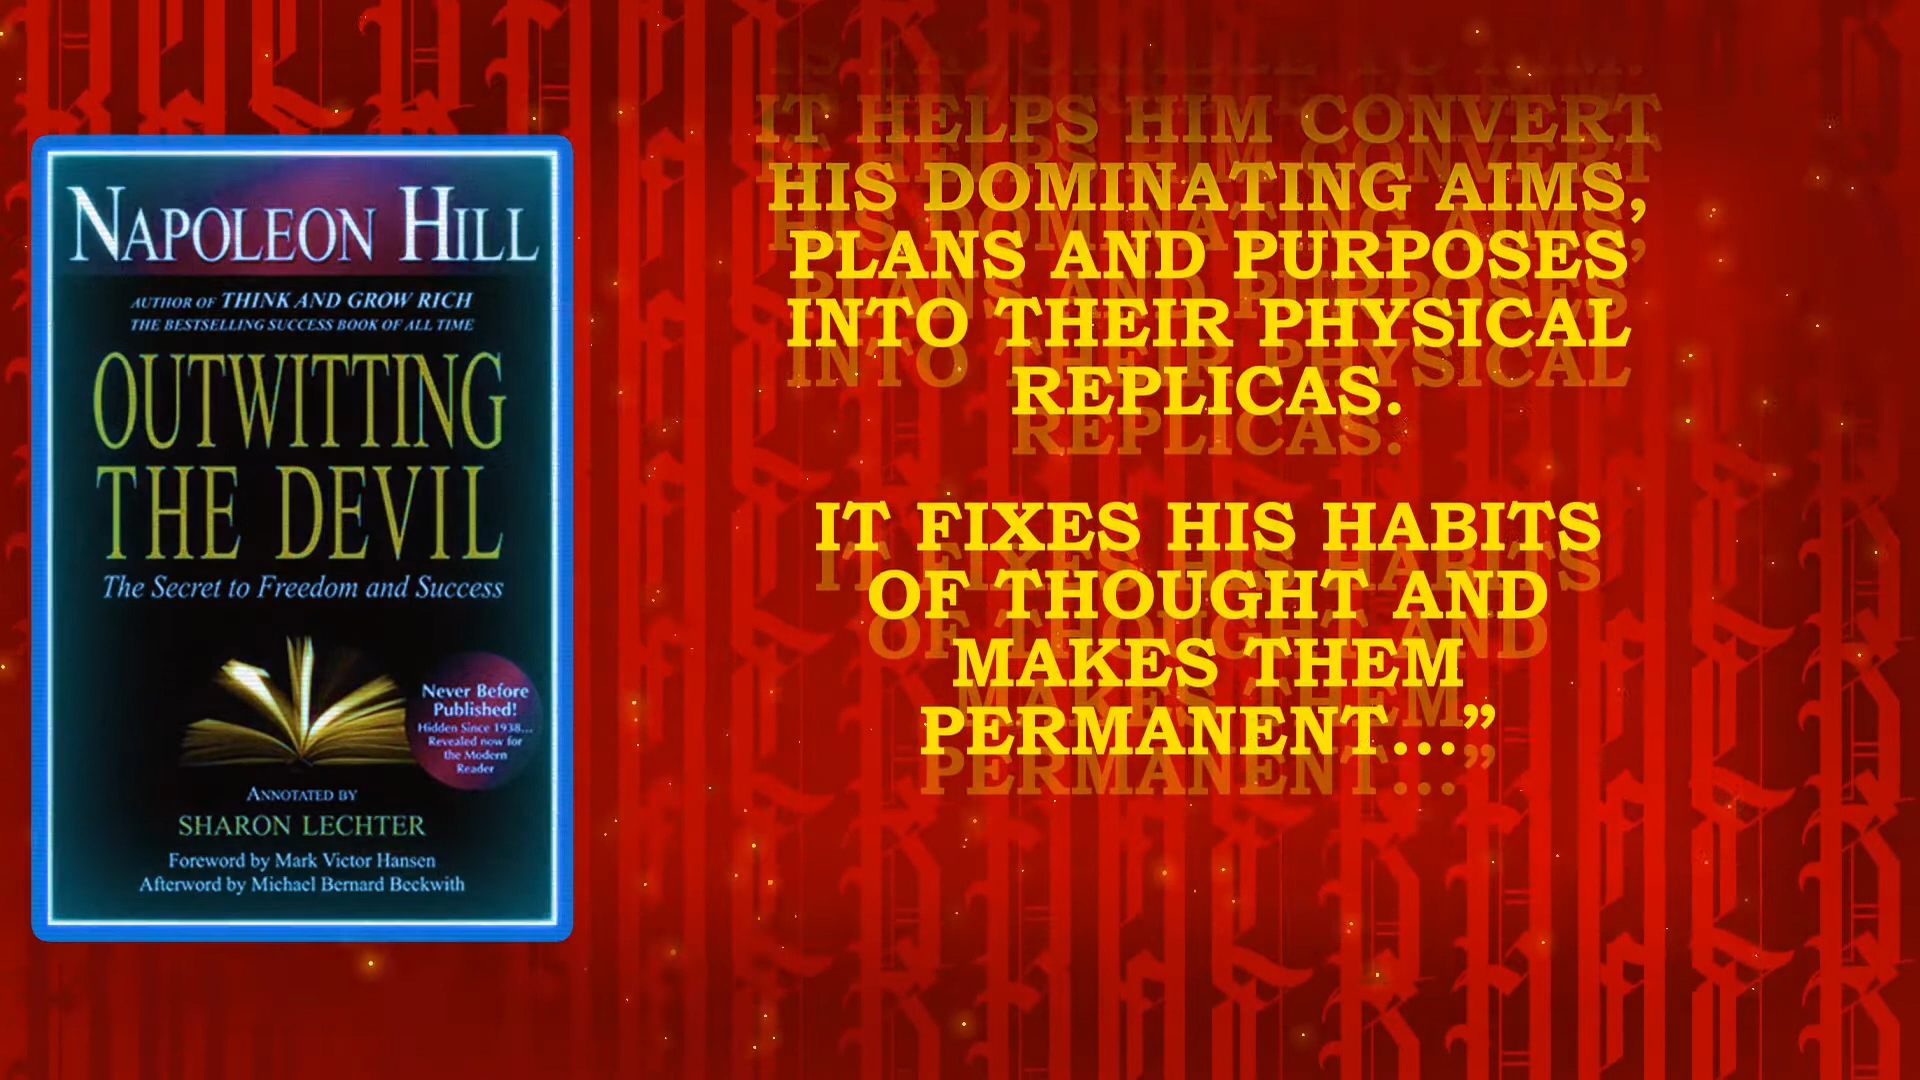 NAPOLEON HILL
AUTHOR OF THINK AND GROW RICH
THE BESTSELLING SUCCESS BOOK OF ALL TIME
OUTWITTING
THE DEVIL
The Secret to Freedom and Success
Never Before
Published!
Hidden Since 1938...
Revealed now for
the Modern
Reader
ANNOTATED BY
SHARON LECHTER
Foreword by Mark Victor Hansen
Afterword by Michael Bernard Beckwith
IT HELPS HIM CONVERT
HIS DOMINATING AIMS,
PLANS AND PURPOSES
INTO THEIR PHYSICAL
REPLICAS.
IT FIXES HIS HABITS
OF THOUGHT AND
MAKES THEM
PERMANENT...”